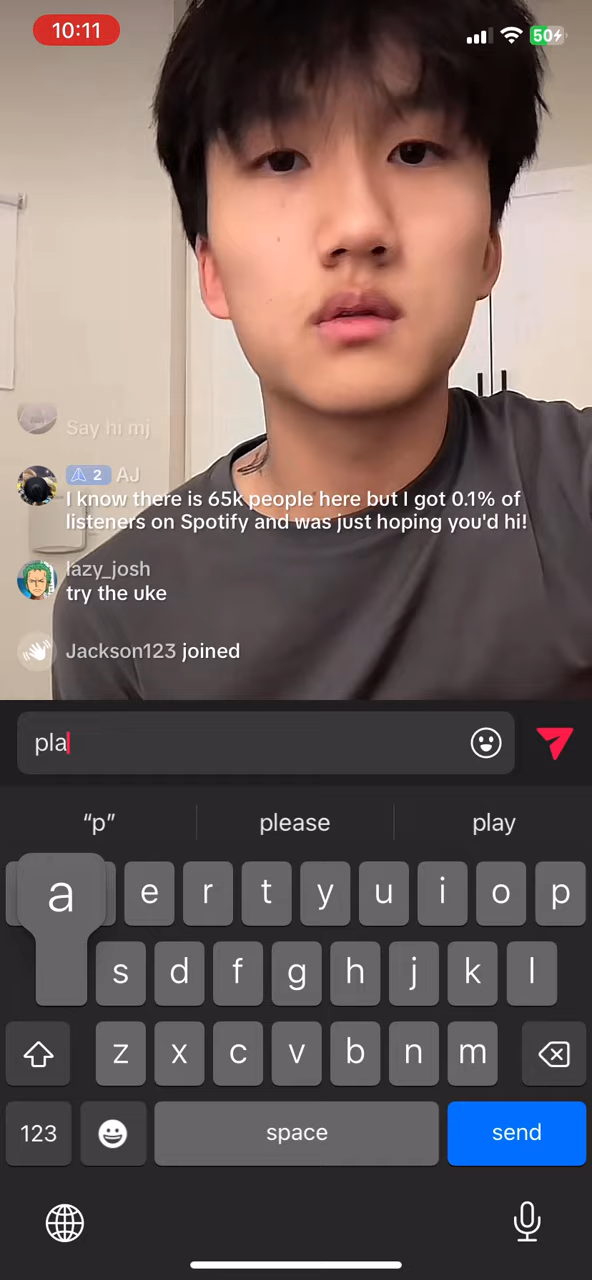 10:11
50
Say hi mj
2 AJ
I know there is 65k people here but I got 0.1% of
listeners on Spotify and was just hoping you'd hi!
lazy_josh
try the uke
Jackson123 joined
pla
“p” please play
a e r t y u i o p
s d f g h j k l
z x c v b n m
123 space send